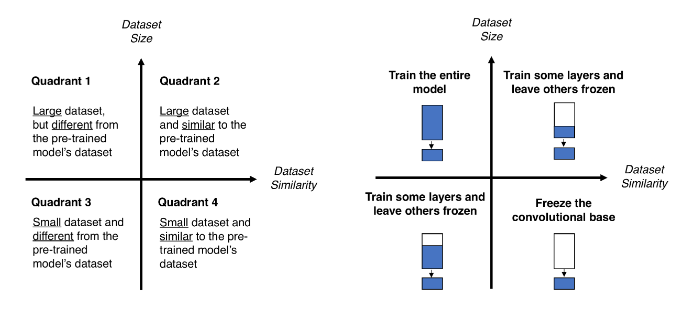 Dataset
Size
Quadrant 1
Large dataset,
but different from
the pre-trained
model's dataset
Quadrant 2
Large dataset
and similar to the
pre-trained
model's dataset
Dataset
Similarity
Quadrant 3
Small dataset and
different from the
pre-trained
model's dataset
Quadrant 4
Small dataset and
similar to the pre-
trained model's
dataset
Dataset
Size
Train the entire
model
Train some layers and
leave others frozen
Dataset
Similarity
Train some layers and
leave others frozen
Freeze the
convolutional base